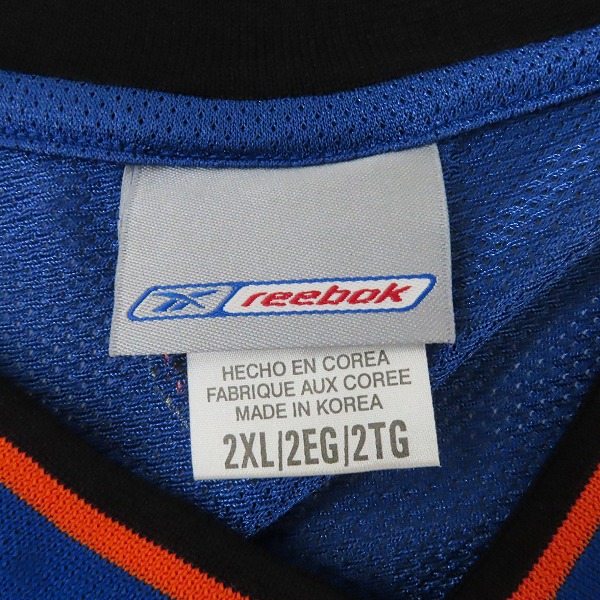 reebok
HECHO EN COREA
FABRIQUE AUX COREE
MADE IN KOREA
2XL/2EG/2TG